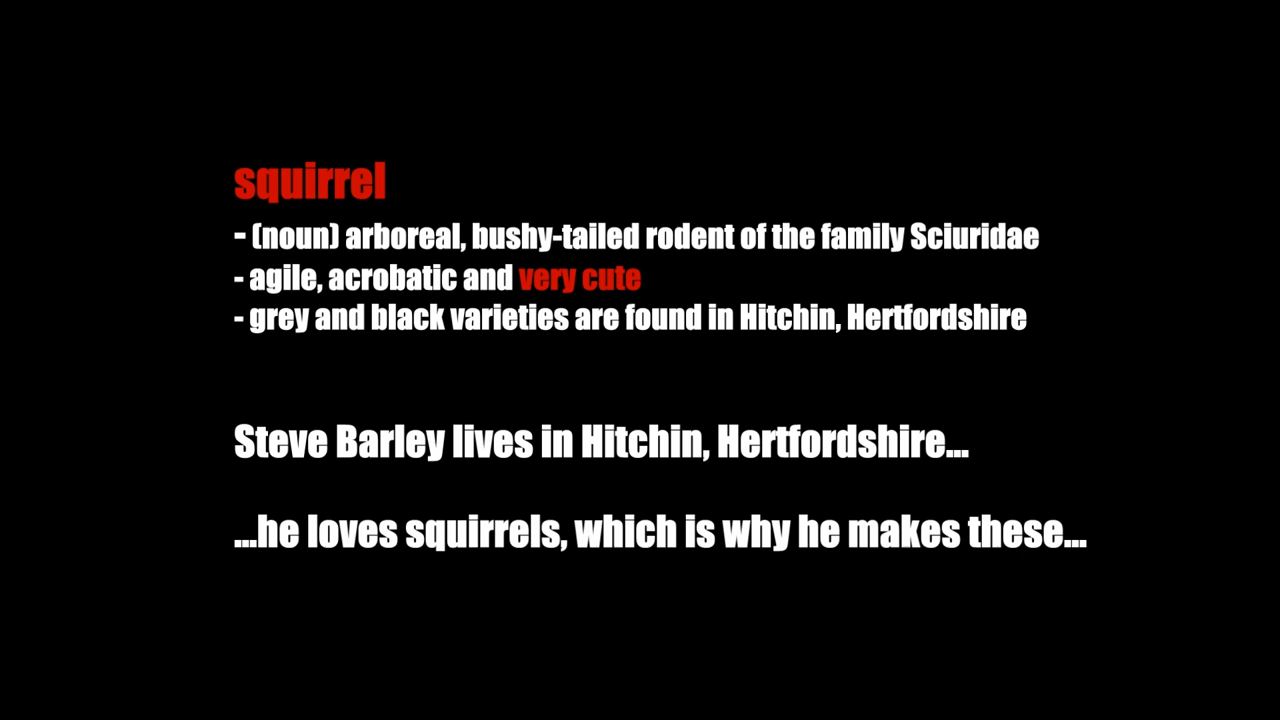 squirrel
- (noun) arboreal, bushy-tailed rodent of the family Sciuridae
- agile, acrobatic and very cute
- grey and black varieties are found in Hitchin, Hertfordshire
Steve Barley lives in Hitchin, Hertfordshire...
...he loves squirrels, which is why he makes these...